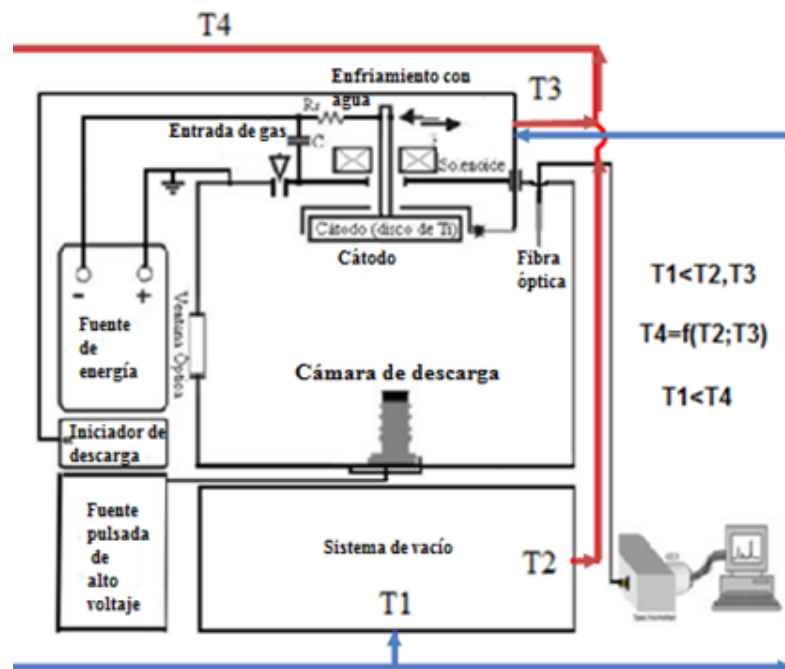 T4
Enfriamiento con
agua
T3
Entrada de gas
C
Solenoide
Cátodo (disco de Ti)
Cátodo
Fibra
óptica
T1<T2,T3
T4=f(T2;T3)
T1<T4
- +
Fuente
de
energía
Ventana Óptica
Cámara de descarga
Iniciador de
descarga
Fuente
pulsada
de
alto
voltaje
Sistema de vacío
T2
T1